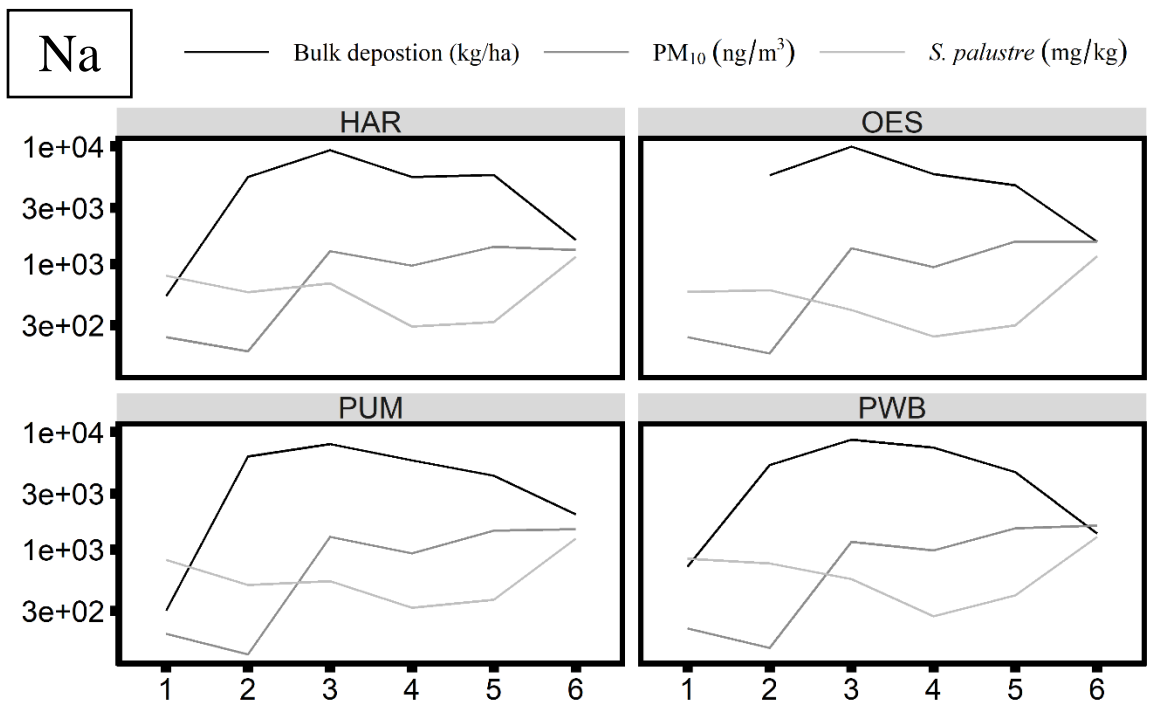 Na
Bulk depostion (kg/ha)
PM₁₀ (ng/m³)
S. palustre (mg/kg)
HAR
OES
1e+04
3e+03
1e+03
3e+02
PUM
PWB
1e+04
3e+03
1e+03
3e+02
1 2 3 4 5 6
1 2 3 4 5 6